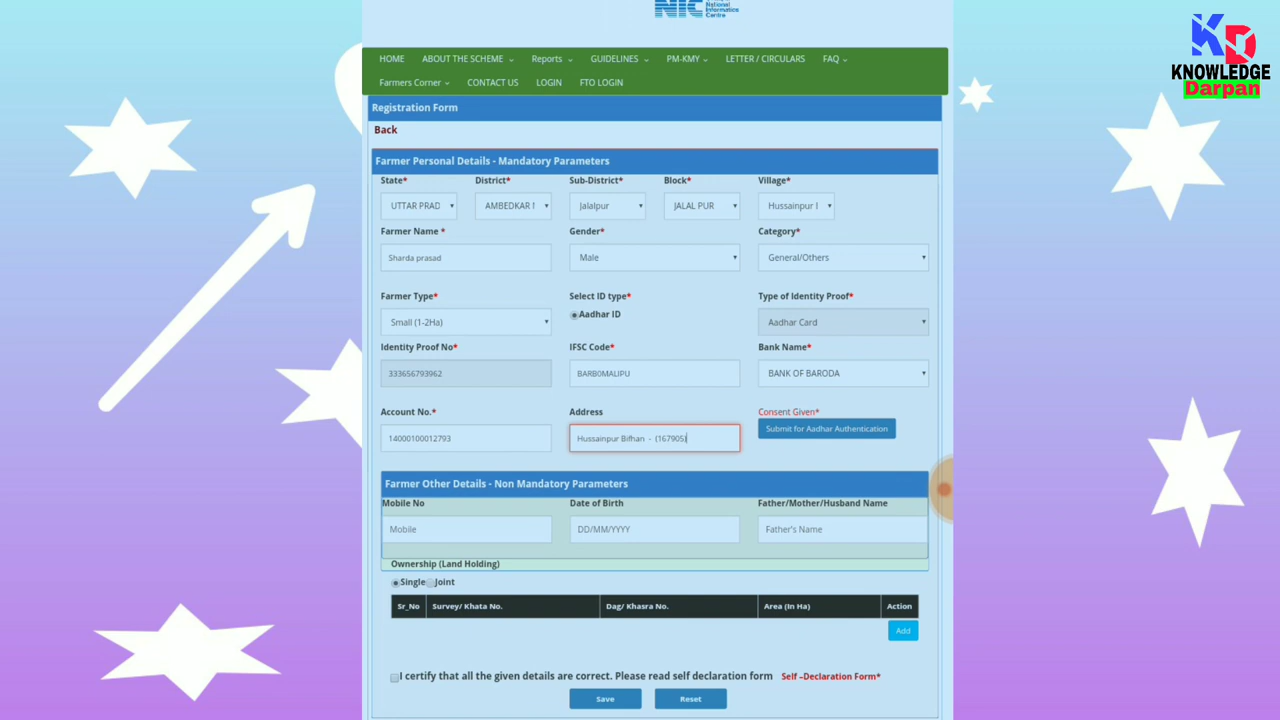 NIC
National
Informatics
Centre
KD
KNOWLEDGE
Darpan
HOME ABOUT THE SCHEME Reports GUIDELINES PM-KMY LETTER / CIRCULARS FAQ
Farmers Corner CONTACT US LOGIN FTO LOGIN
Registration Form
Back
Farmer Personal Details - Mandatory Parameters
State* District* Sub-District* Block* Village*
UTTAR PRAD AMBEDKAR Jalalpur JALAL PUR Hussainpur
Farmer Name * Gender* Category*
Sharda prasad Male General/Others
Farmer Type* Select ID type* Type of Identity Proof*
Small (1-2Ha) Aadhar ID Aadhar Card
Identity Proof No* IFSC Code* Bank Name*
333656793962 BARB0MALIPU BANK OF BARODA
Account No.* Address Consent Given*
14000100012793 Hussainpur Bifhan - (167905) Submit for Aadhar Authentication
Farmer Other Details - Non Mandatory Parameters
Mobile No Date of Birth Father/Mother/Husband Name
Mobile DD/MM/YYYY Father's Name
Ownership (Land Holding)
Single Joint
Sr_No Survey/ Khata No. Dag/ Khasra No. Area (In Ha) Action
Add
I certify that all the given details are correct. Please read self declaration form Self –Declaration Form*
Save Reset